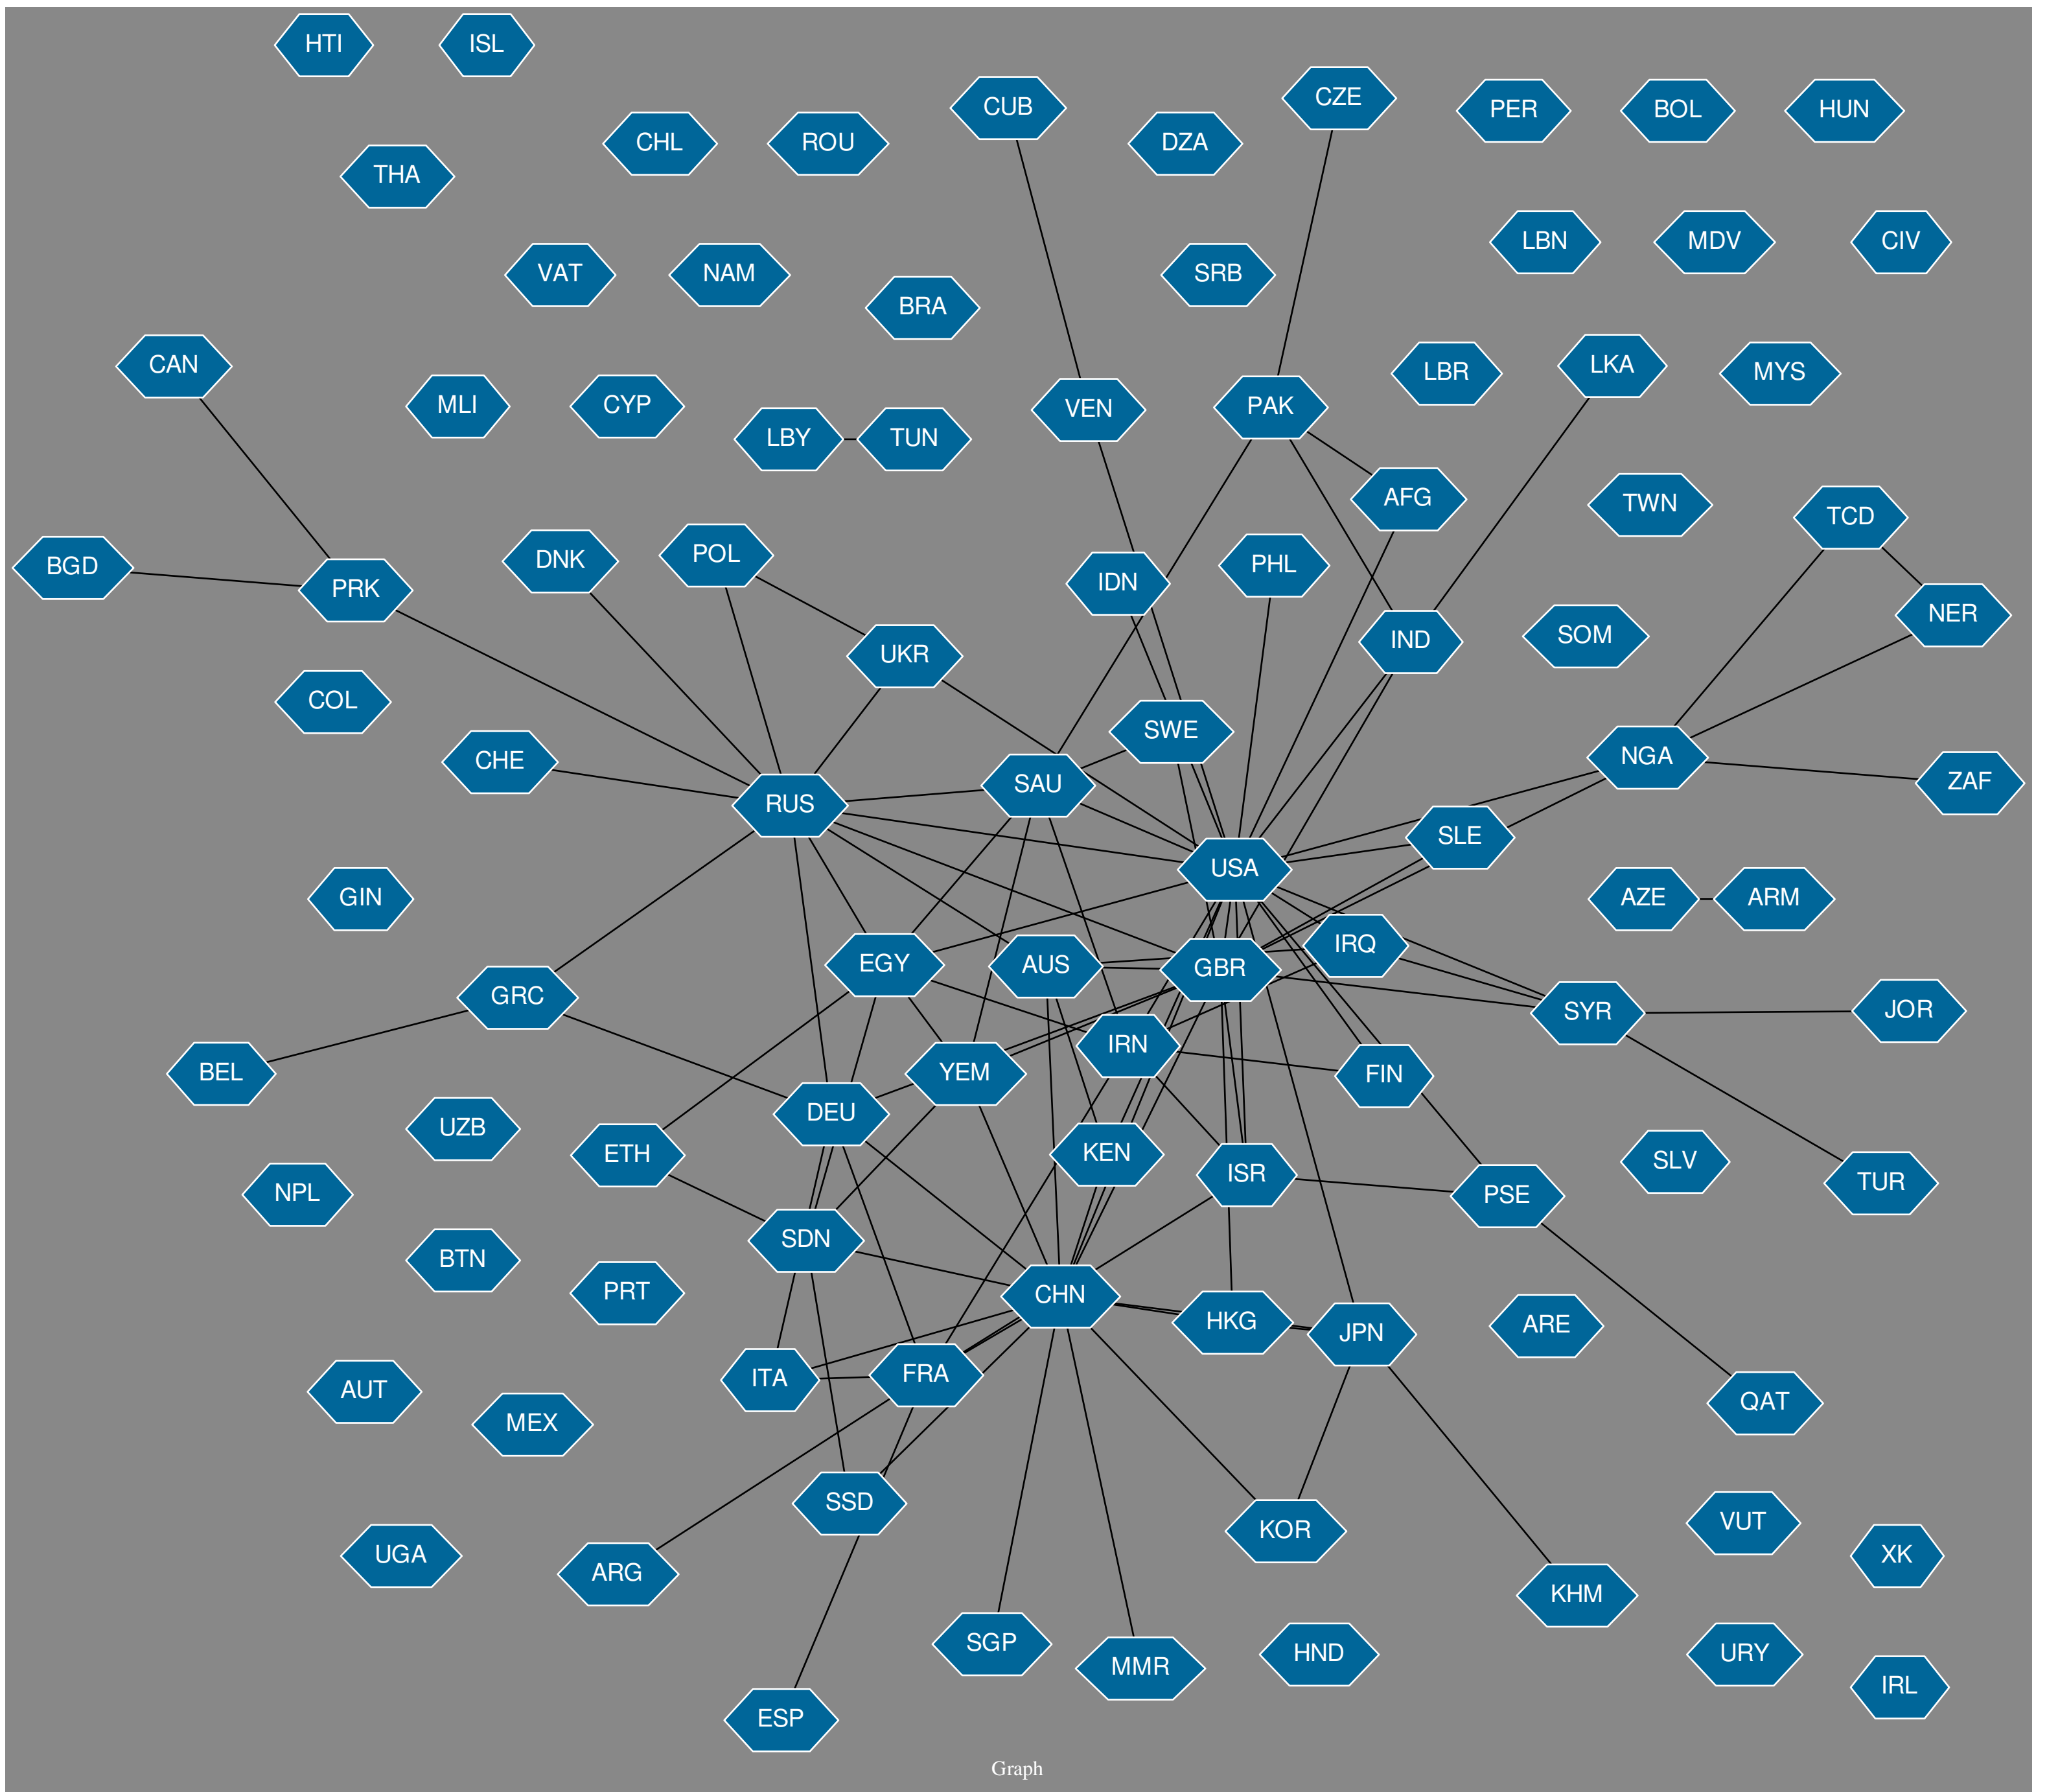 HTI
ISL
CUB
CZE
PER
BOL
HUN
CHL
ROU
DZA
THA
LBN
MDV
CIV
VAT
NAM
SRB
BRA
CAN
LBR
LKA
MYS
MLI
CYP
VEN
PAK
LBY
TUN
AFG
TWN
TCD
BGD
DNK
POL
PHL
PRK
IDN
NER
UKR
IND
SOM
COL
SWE
CHE
NGA
SAU
ZAF
RUS
SLE
USA
GIN
AZE
ARM
IRQ
EGY
AUS
GBR
GRC
SYR
JOR
IRN
BEL
YEM
FIN
DEU
UZB
ETH
KEN
SLV
ISR
TUR
NPL
PSE
SDN
BTN
PRT
CHN
HKG
ARE
JPN
FRA
ITA
AUT
QAT
MEX
SSD
VUT
KOR
UGA
XK
ARG
KHM
SGP
HND
URY
MMR
IRL
ESP
Graph